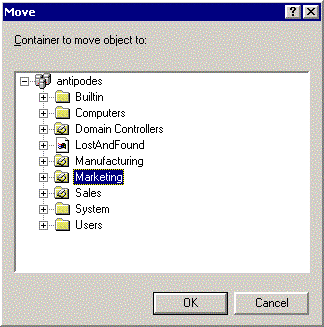 Move
Container to move object to:
antipodes
Builtin
Computers
Domain Controllers
LostAndFound
Manufacturing
Marketing
Sales
System
Users
OK Cancel